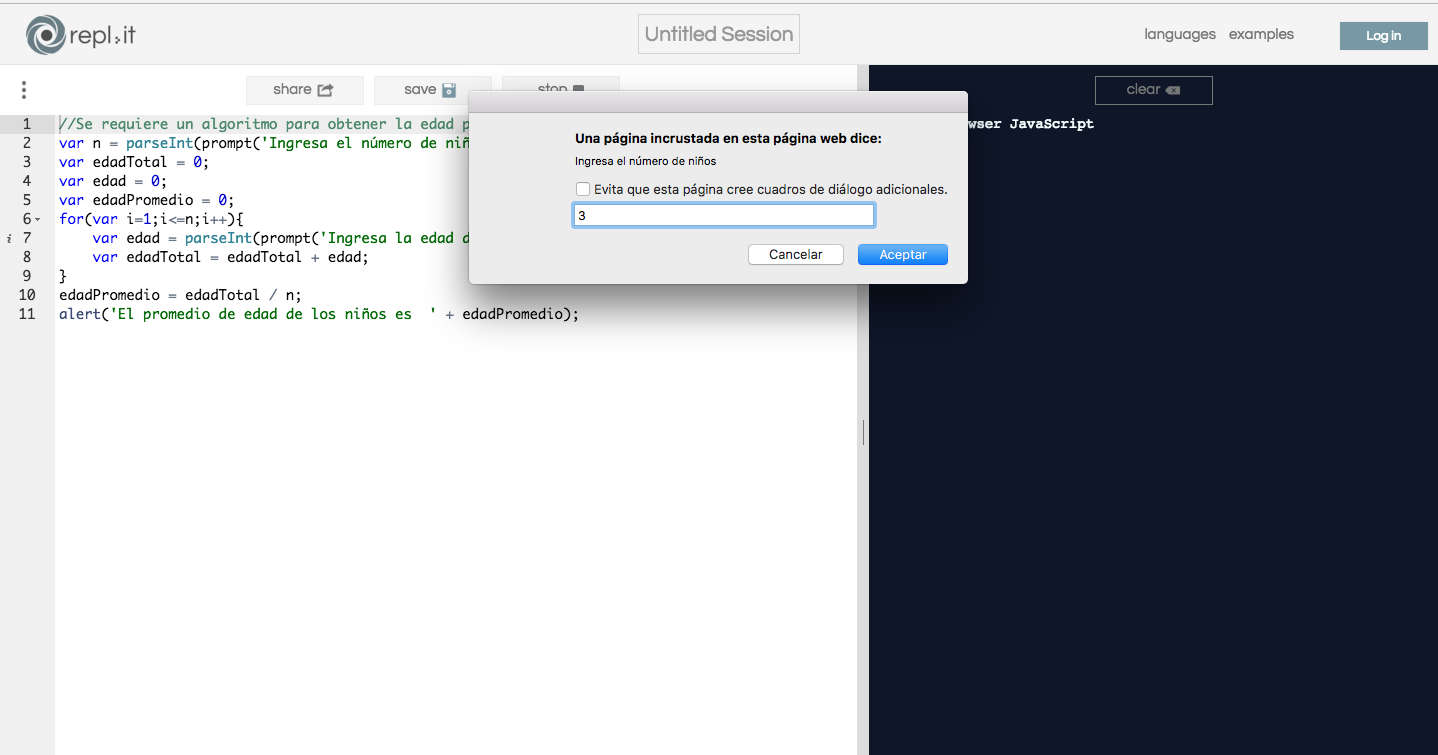 repl.it
Untitled Session
languages examples
Log in
share save stop
clear
1 //Se requiere un algoritmo para obtener la edad p
2 var n = parseInt(prompt('Ingresa el número de niñ
3 var edadTotal = 0;
4 var edad = 0;
5 var edadPromedio = 0;
6 for(var i=1;i<=n;i++){
i 7 var edad = parseInt(prompt('Ingresa la edad d
8 var edadTotal = edadTotal + edad;
9 }
10 edadPromedio = edadTotal / n;
11 alert('El promedio de edad de los niños es  ' + edadPromedio);
Una página incrustada en esta página web dice:
Ingresa el número de niños
Evita que esta página cree cuadros de diálogo adicionales.
3
Cancelar Aceptar
wser JavaScript